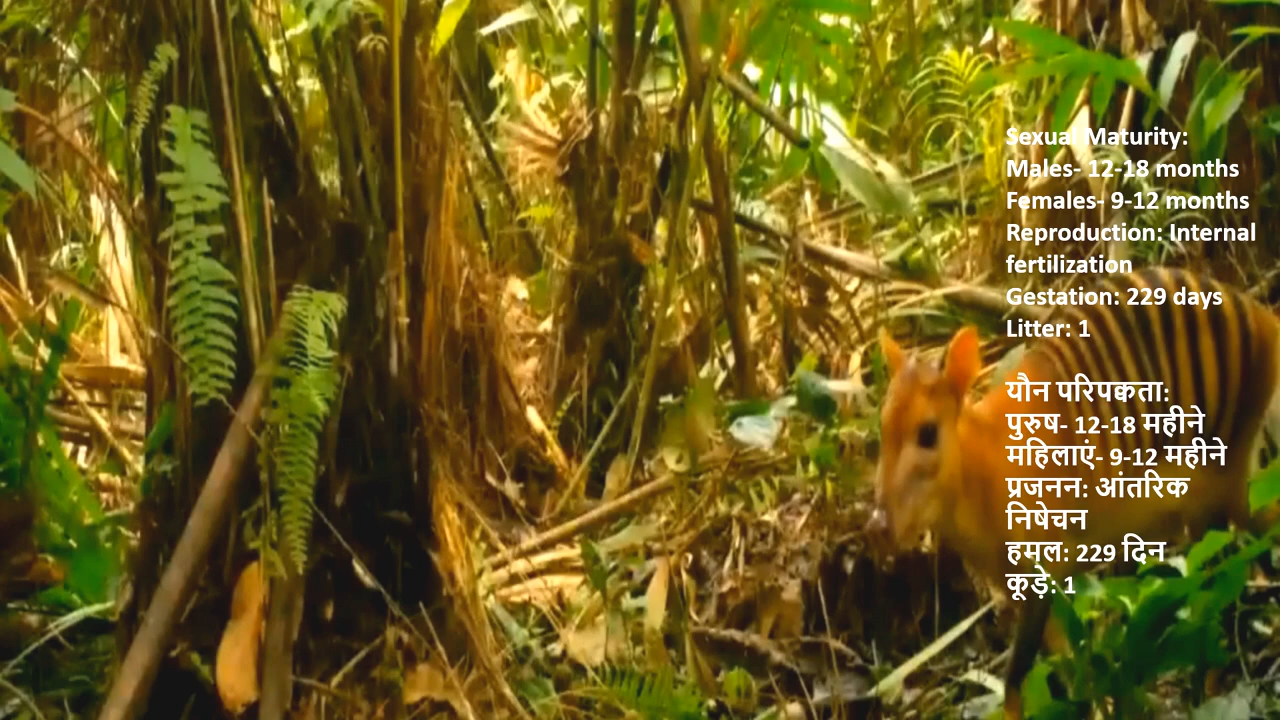 Sexual Maturity:
Males- 12-18 months
Females- 9-12 months
Reproduction: Internal
fertilization
Gestation: 229 days
Litter: 1
यौन परिपक्वता:
पुरुष- 12-18 महीने
महिलाएं- 9-12 महीने
प्रजनन: आंतरिक
निषेचन
हमल: 229 दिन
कूड़े: 1